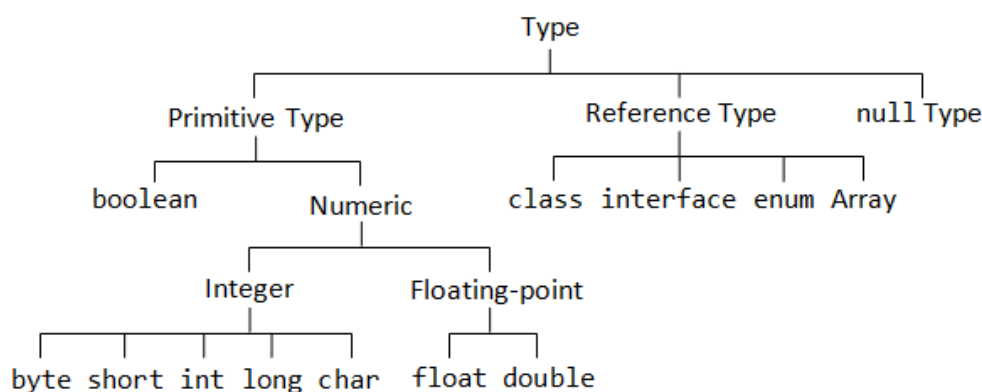 Type
Primitive Type Reference Type null Type
boolean Numeric class interface enum Array
Integer Floating-point
byte short int long char float double